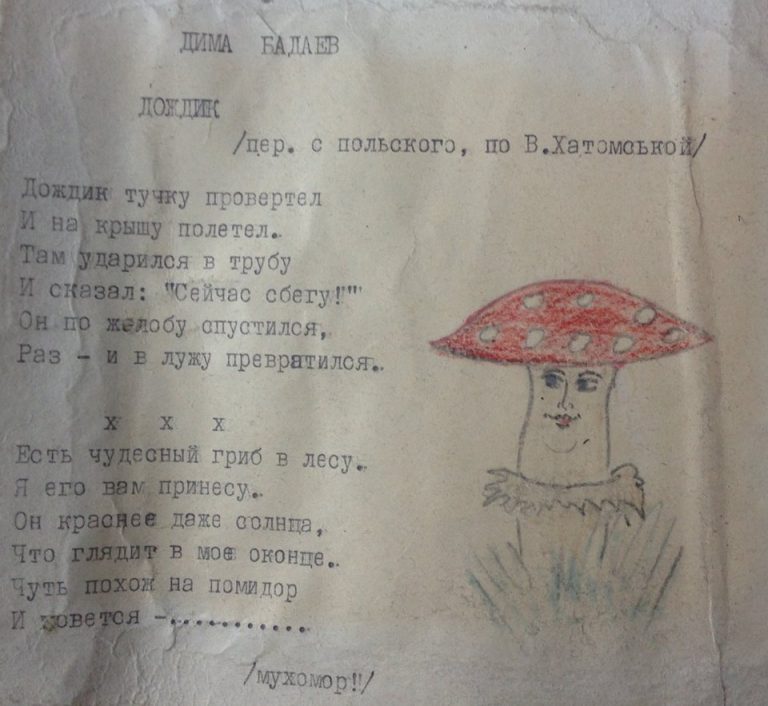 ДИМА БАЛАЕВ
ДОЖДИК
/пер. с польского, по В.Хатомськой/
Дождик тучку провертел
И на крышу полетел.
Там ударился в трубу
И сказал: "Сейчас сбегу!"
Он по желобу спустился,
Раз - и в лужу превратился.
х х х
Есть чудесный гриб в лесу.
Я его вам принесу.
Он краснее даже солнца,
Что глядит в мое оконце.
Чуть похож на помидор
И зовется -............
/мухомор!!/